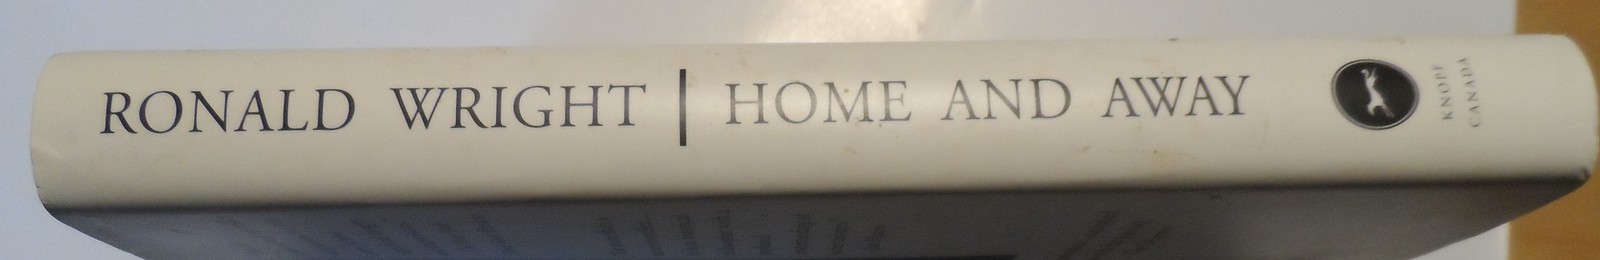 RONALD WRIGHT | HOME AND AWAY
KNOPF
CANADA